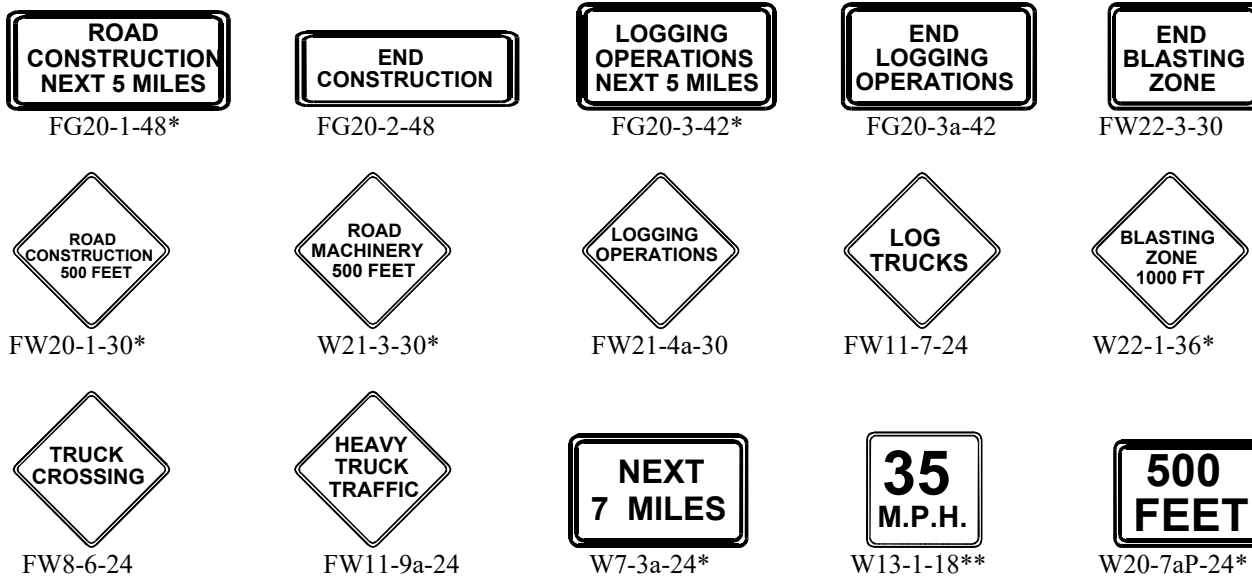 ROAD
CONSTRUCTION
NEXT 5 MILES
FG20-1-48*
END
CONSTRUCTION
FG20-2-48
LOGGING
OPERATIONS
NEXT 5 MILES
FG20-3-42*
END
LOGGING
OPERATIONS
FG20-3a-42
END
BLASTING
ZONE
FW22-3-30
ROAD
CONSTRUCTION
500 FEET
FW20-1-30*
ROAD
MACHINERY
500 FEET
W21-3-30*
LOGGING
OPERATIONS
FW21-4a-30
LOG
TRUCKS
FW11-7-24
BLASTING
ZONE
1000 FT
W22-1-36*
TRUCK
CROSSING
FW8-6-24
HEAVY
TRUCK
TRAFFIC
FW11-9a-24
NEXT
7 MILES
W7-3a-24*
35
M.P.H.
W13-1-18**
500
FEET
W20-7aP-24*